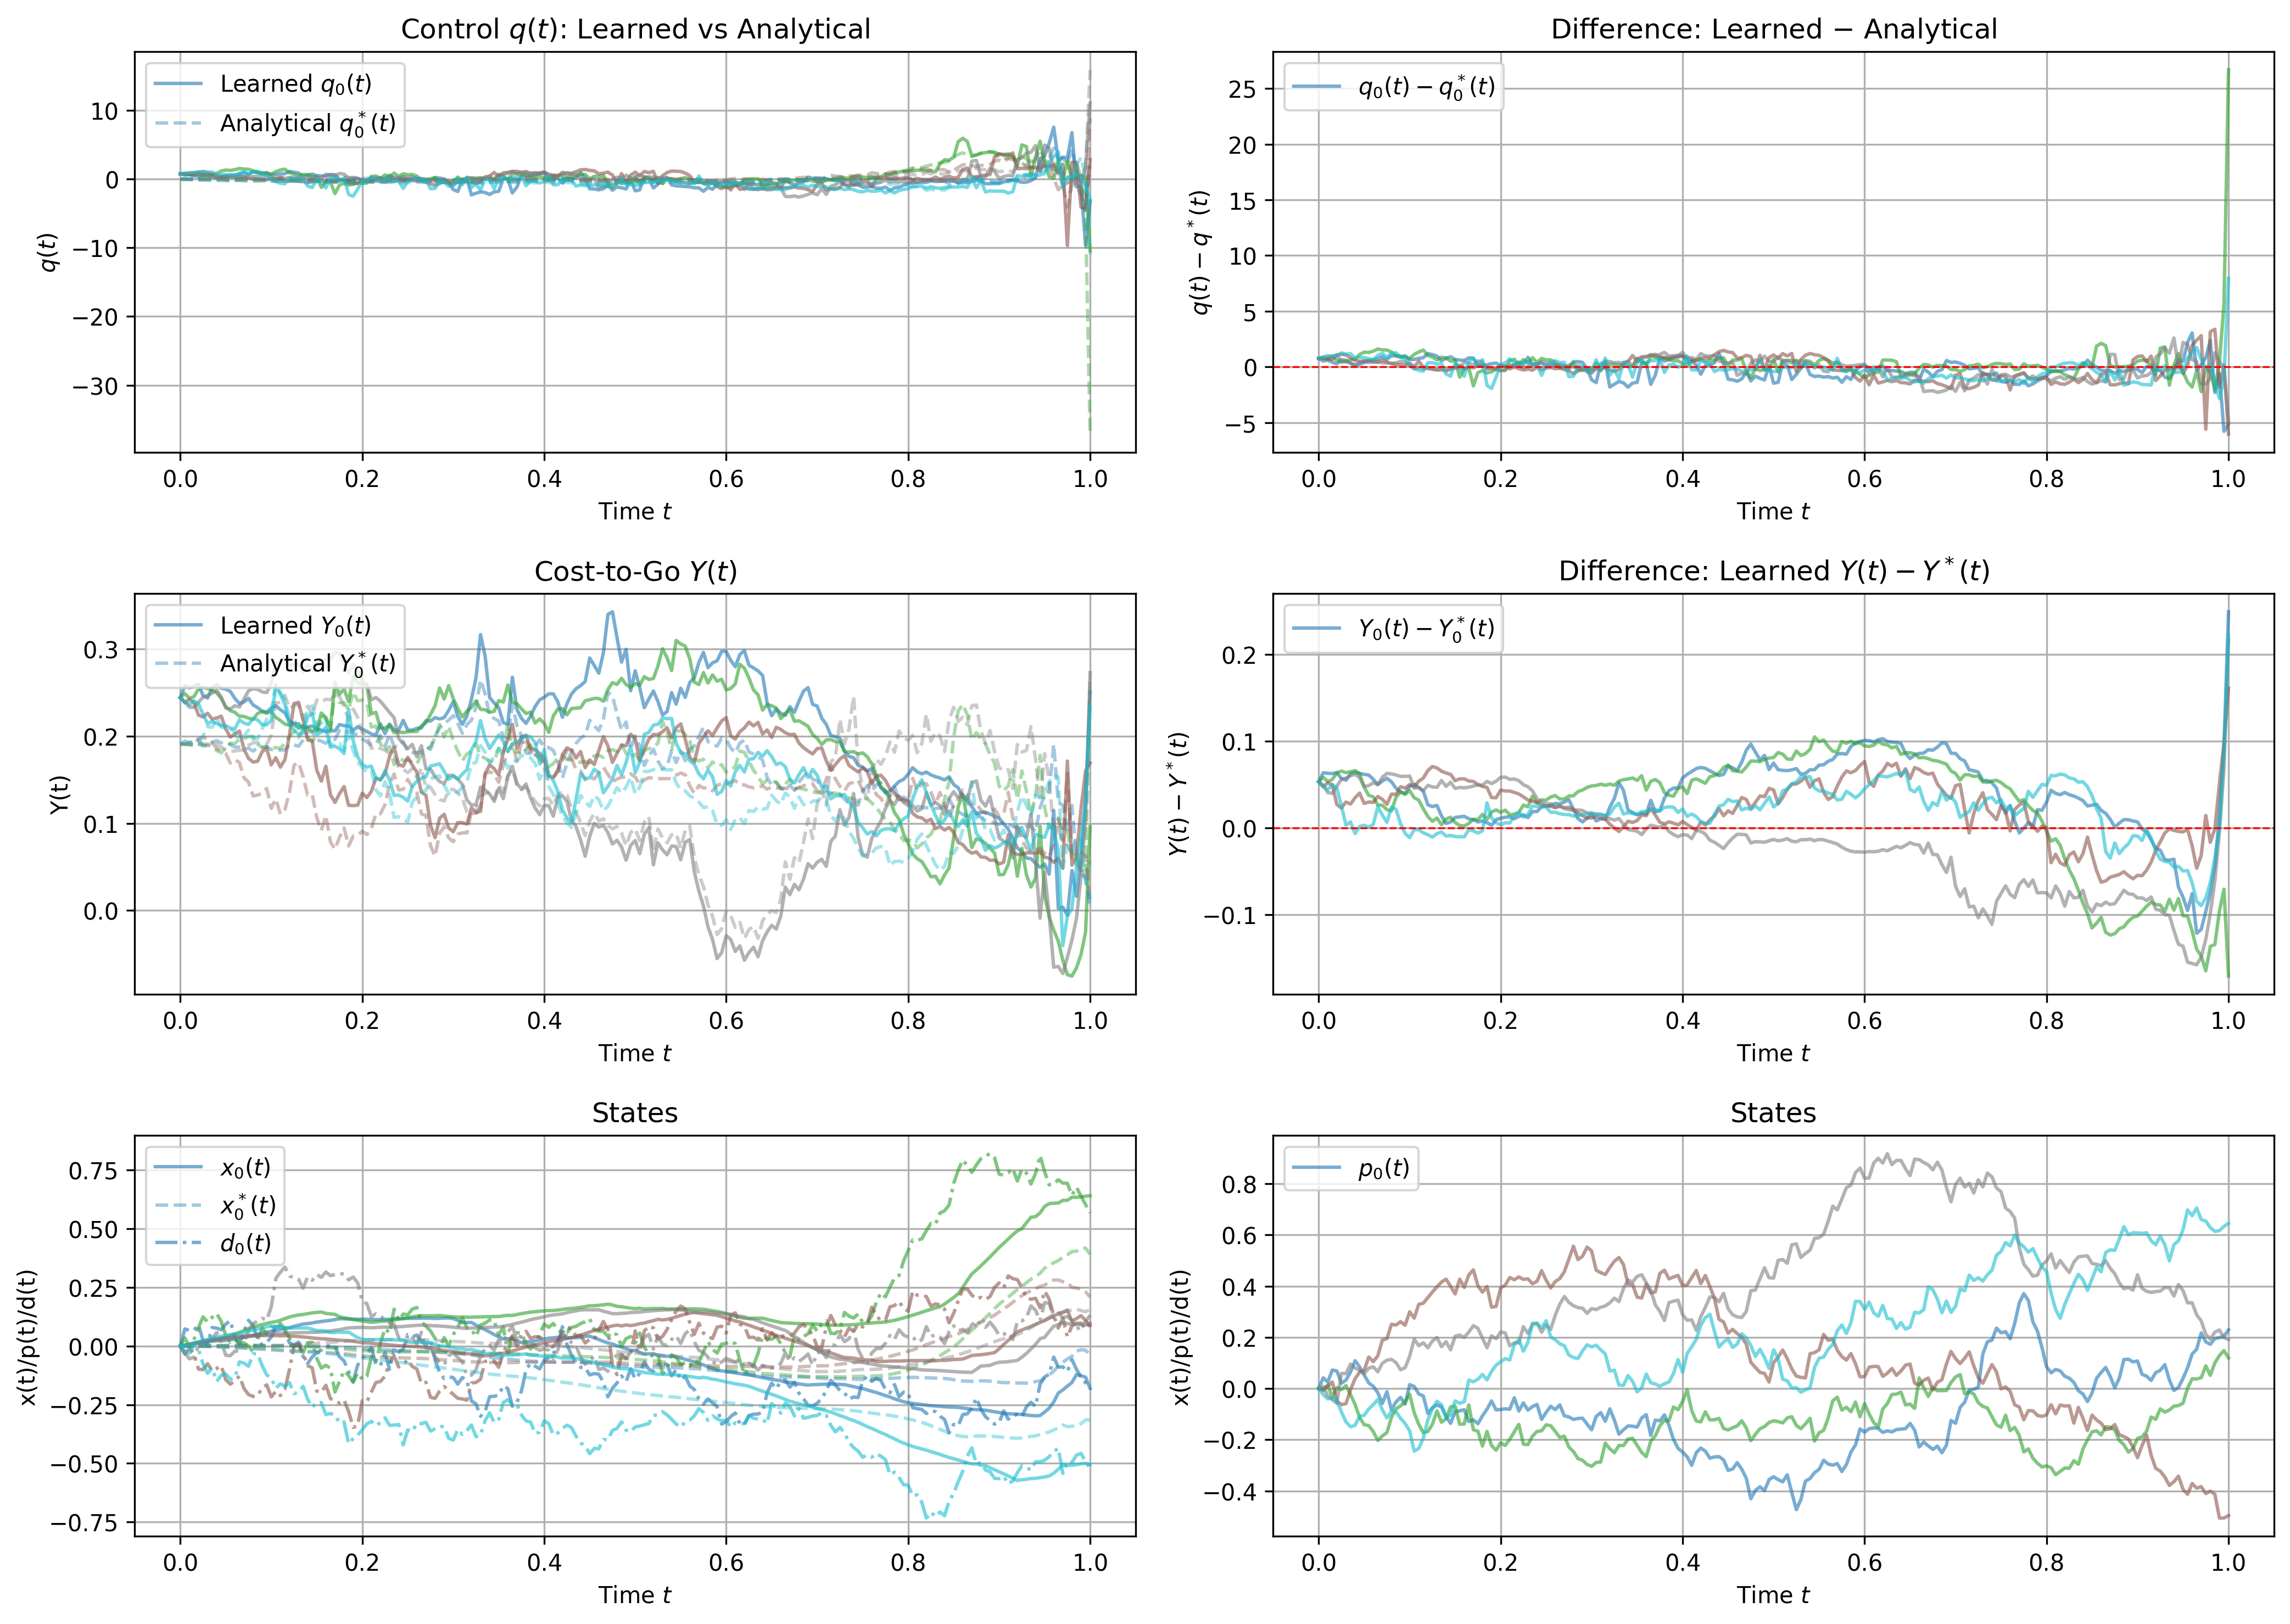 Control q(t): Learned vs Analytical
Learned q₀(t)
Analytical q₀*(t)
10
0
−10
−20
−30
q(t)
0.0 0.2 0.4 0.6 0.8 1.0
Time t
Difference: Learned − Analytical
q₀(t) − q₀*(t)
25
20
15
10
5
0
−5
q(t) − q*(t)
0.0 0.2 0.4 0.6 0.8 1.0
Time t
Cost-to-Go Y(t)
Learned Y₀(t)
Analytical Y₀*(t)
0.3
0.2
0.1
0.0
Y(t)
0.0 0.2 0.4 0.6 0.8 1.0
Time t
Difference: Learned Y(t) − Y*(t)
Y₀(t) − Y₀*(t)
0.2
0.1
0.0
−0.1
Y(t) − Y*(t)
0.0 0.2 0.4 0.6 0.8 1.0
Time t
States
x₀(t)
x₀*(t)
d₀(t)
0.75
0.50
0.25
0.00
−0.25
−0.50
−0.75
x(t)/p(t)/d(t)
0.0 0.2 0.4 0.6 0.8 1.0
Time t
States
p₀(t)
0.8
0.6
0.4
0.2
0.0
−0.2
−0.4
x(t)/p(t)/d(t)
0.0 0.2 0.4 0.6 0.8 1.0
Time t